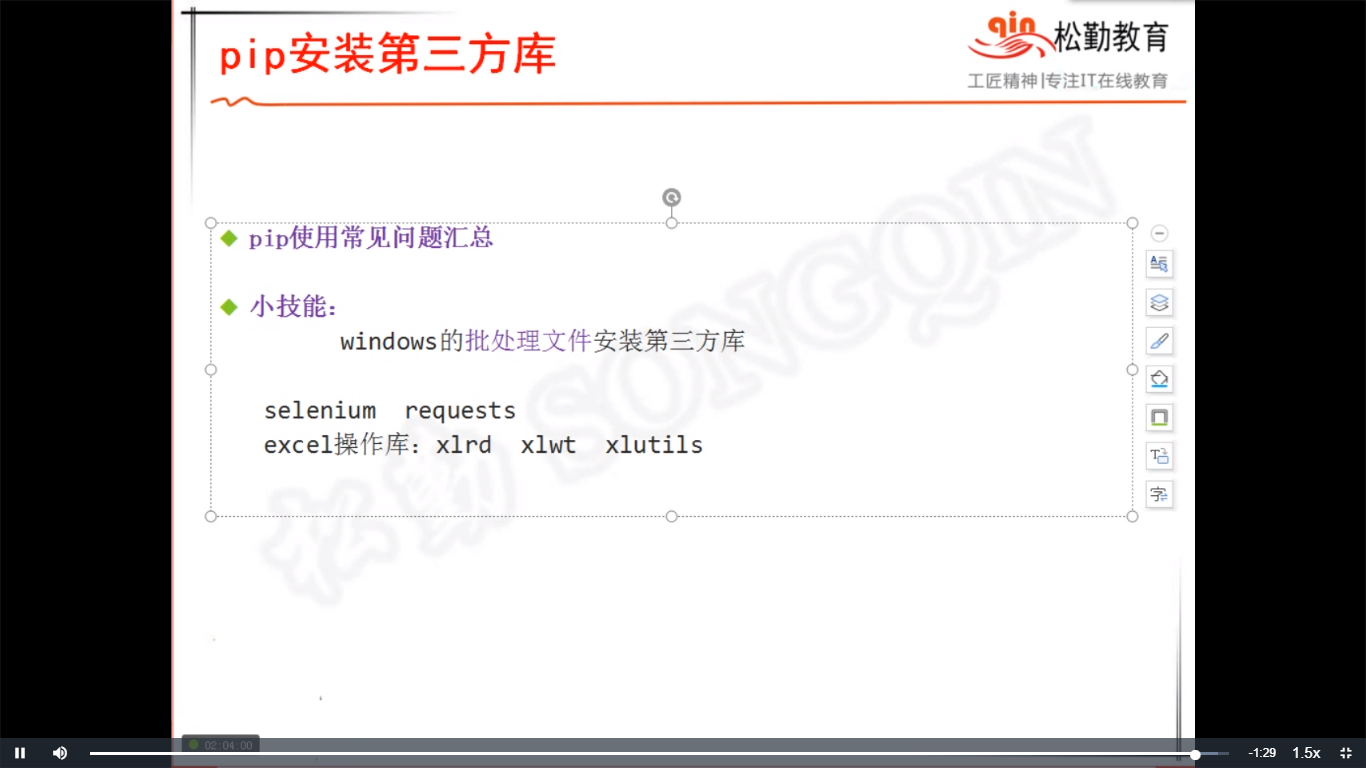 pip安装第三方库
qin
松勤教育
工匠精神|专注IT在线教育
pip使用常见问题汇总
小技能:
windows的批处理文件安装第三方库
selenium requests
excel操作库: xlrd xlwt xlutils
松勤 SONGQIN
字
02:04:00
-1:29
1.5x